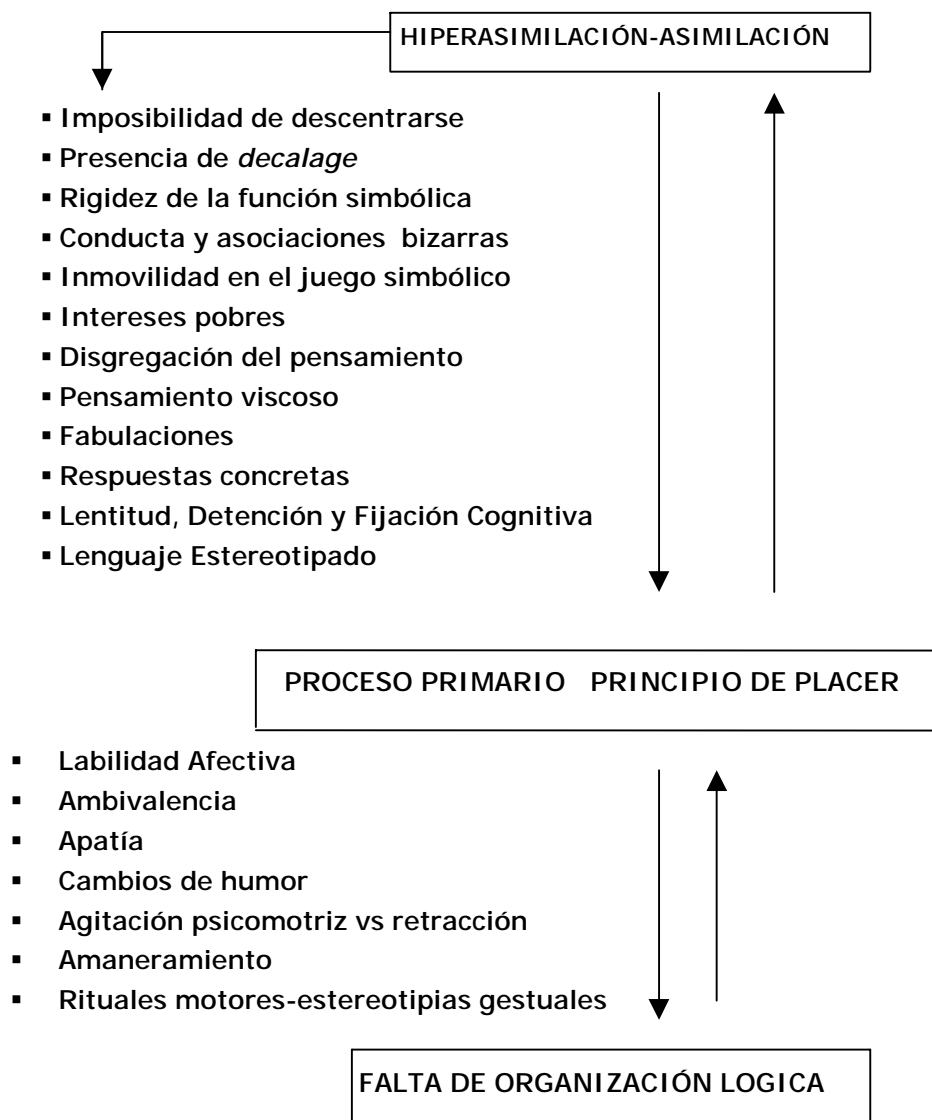 HIPERASIMILACIÓN-ASIMILACIÓN
▪ Imposibilidad de descentrarse
▪ Presencia de decalage
▪ Rigidez de la función simbólica
▪ Conducta y asociaciones bizarras
▪ Inmovilidad en el juego simbólico
▪ Intereses pobres
▪ Disgregación del pensamiento
▪ Pensamiento viscoso
▪ Fabulaciones
▪ Respuestas concretas
▪ Lentitud, Detención y Fijación Cognitiva
▪ Lenguaje Estereotipado
PROCESO PRIMARIO PRINCIPIO DE PLACER
▪ Labilidad Afectiva
▪ Ambivalencia
▪ Apatía
▪ Cambios de humor
▪ Agitación psicomotriz vs retracción
▪ Amaneramiento
▪ Rituales motores-estereotipias gestuales
FALTA DE ORGANIZACIÓN LOGICA